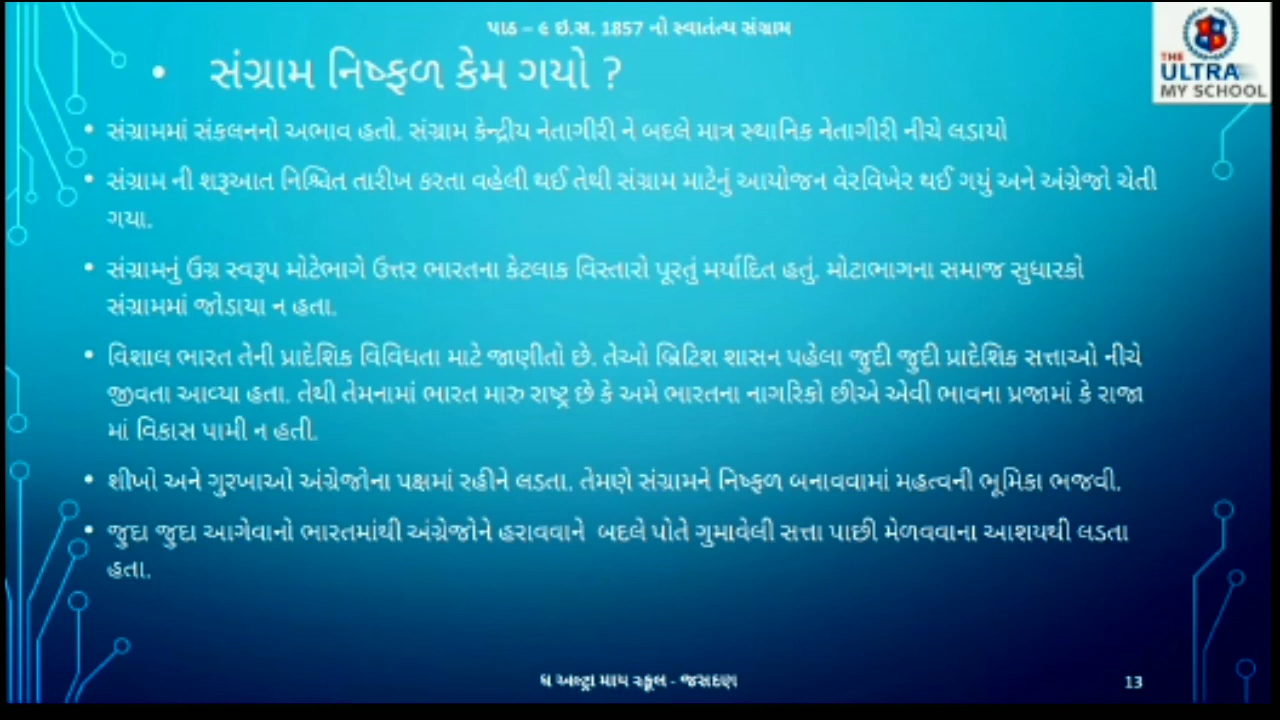 પાઠ – ૯ ઇ.સ. 1857 નો સ્વાતંત્ય સંગ્રામ
THE
ULTRA
MY SCHOOL
• સંગ્રામ નિષ્ફળ કેમ ગયો ?
• સંગ્રામમાં સંકલનનો અભાવ હતો. સંગ્રામ કેન્દ્રીય નેતાગીરી ને બદલે માત્ર સ્થાનિક નેતાગીરી નીચે લડાયો
• સંગ્રામ ની શરૂઆત નિશ્ચિત તારીખ કરતા વહેલી થઈ તેથી સંગ્રામ માટેનું આયોજન વેરવિખેર થઈ ગયું અને અંગ્રેજો ચેતી
ગયા.
• સંગ્રામનું ઉગ્ર સ્વરૂપ મોટેભાગે ઉત્તર ભારતના કેટલાક વિસ્તારો પૂરતું મર્યાદિત હતું. મોટાભાગના સમાજ સુધારકો
સંગ્રામમાં જોડાયા ન હતા.
• વિશાલ ભારત તેની પ્રાદેશિક વિવિધતા માટે જાણીતો છે. તેઓ બ્રિટિશ શાસન પહેલા જુદી જુદી પ્રાદેશિક સત્તાઓ નીચે
જીવતા આવ્યા હતા. તેથી તેમનામાં ભારત મારુ રાષ્ટ્ર છે કે અમે ભારતના નાગરિકો છીએ એવી ભાવના પ્રજામાં કે રાજા
માં વિકાસ પામી ન હતી.
• શીખો અને ગુરખાઓ અંગ્રેજોના પક્ષમાં રહીને લડતા. તેમણે સંગ્રામને નિષ્ફળ બનાવવામાં મહત્વની ભૂમિકા ભજવી.
• જુદા જુદા આગેવાનો ભારતમાંથી અંગ્રેજોને હરાવવાને બદલે પોતે ગુમાવેલી સત્તા પાછી મેળવવાના આશયથી લડતા
હતા.
ધ અલ્ટ્રા માય સ્કૂલ - જસદણ
13